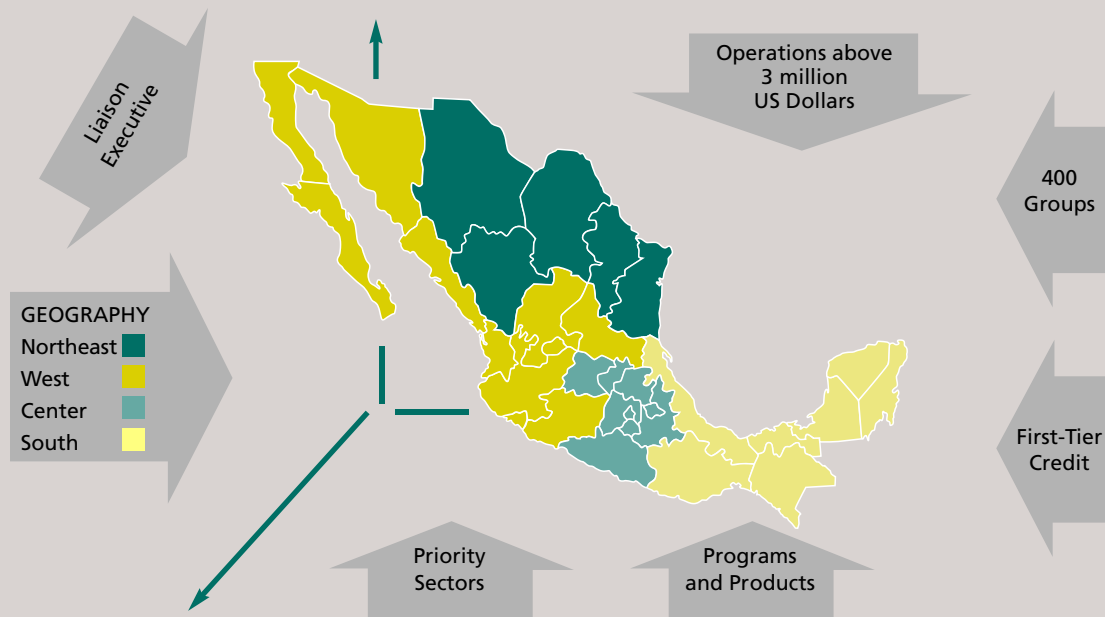 Liaison
Executive
Operations above
3 million
US Dollars
400
Groups
GEOGRAPHY
Northeast
West
Center
South
First-Tier
Credit
Priority
Sectors
Programs
and Products